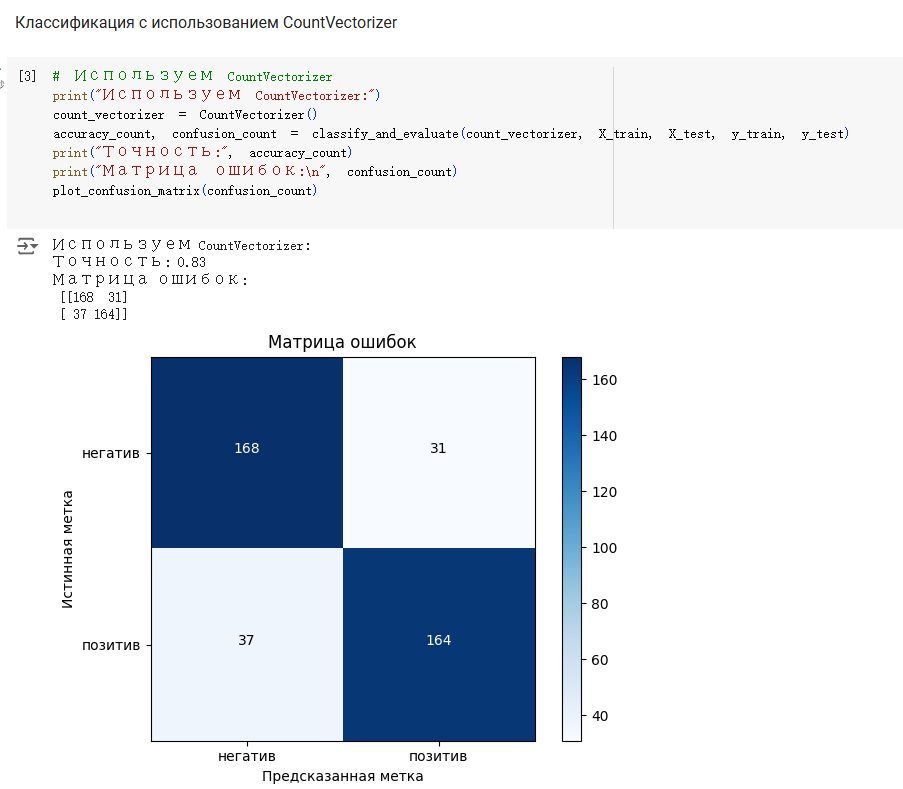 Классификация с использованием CountVectorizer
[3] # Используем CountVectorizer
print("Используем CountVectorizer:")
count_vectorizer = CountVectorizer()
accuracy_count, confusion_count = classify_and_evaluate(count_vectorizer, X_train, X_test, y_train, y_test)
print("Точность:", accuracy_count)
print("Матрица ошибок:\n", confusion_count)
plot_confusion_matrix(confusion_count)
Используем CountVectorizer:
Точность: 0.83
Матрица ошибок:
[[168 31]
[ 37 164]]
Матрица ошибок
негатив
позитив
Истинная метка
168
31
37
164
негатив
позитив
Предсказанная метка
160
140
120
100
80
60
40